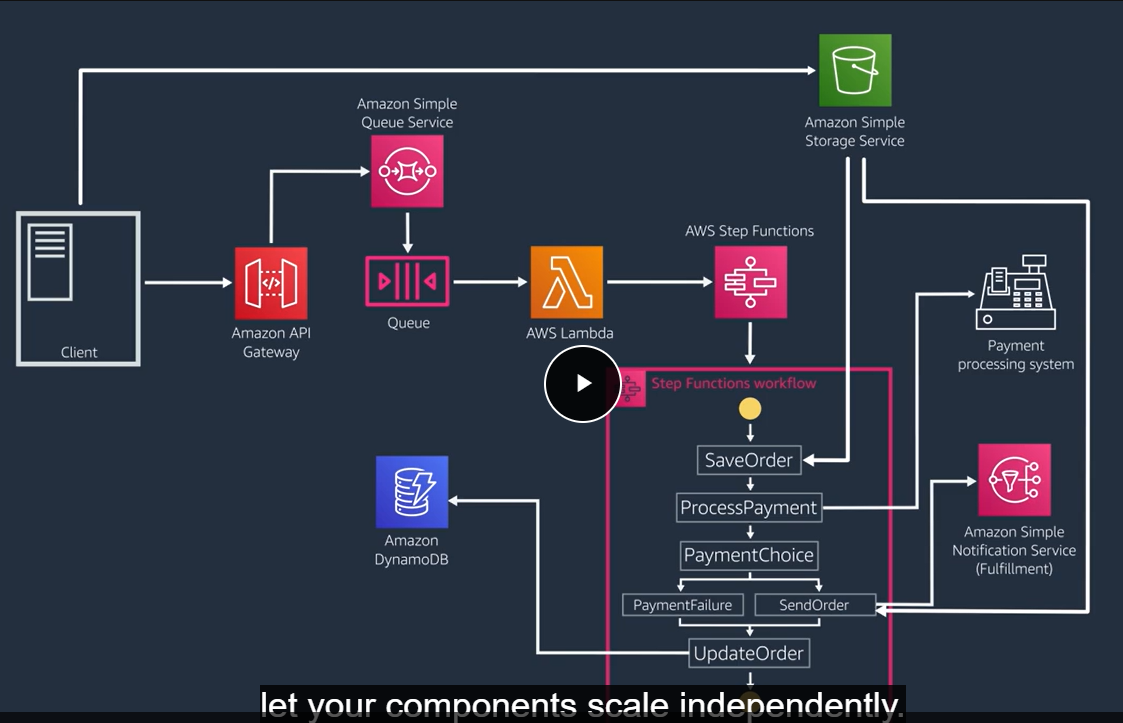 Amazon Simple
Storage Service
Amazon Simple
Queue Service
AWS Step Functions
Client
Amazon API
Gateway
Queue
AWS Lambda
Payment
processing system
Step Functions workflow
SaveOrder
ProcessPayment
PaymentChoice
PaymentFailure
SendOrder
UpdateOrder
Amazon
DynamoDB
Amazon Simple
Notification Service
(Fulfillment)
let your components scale independently.